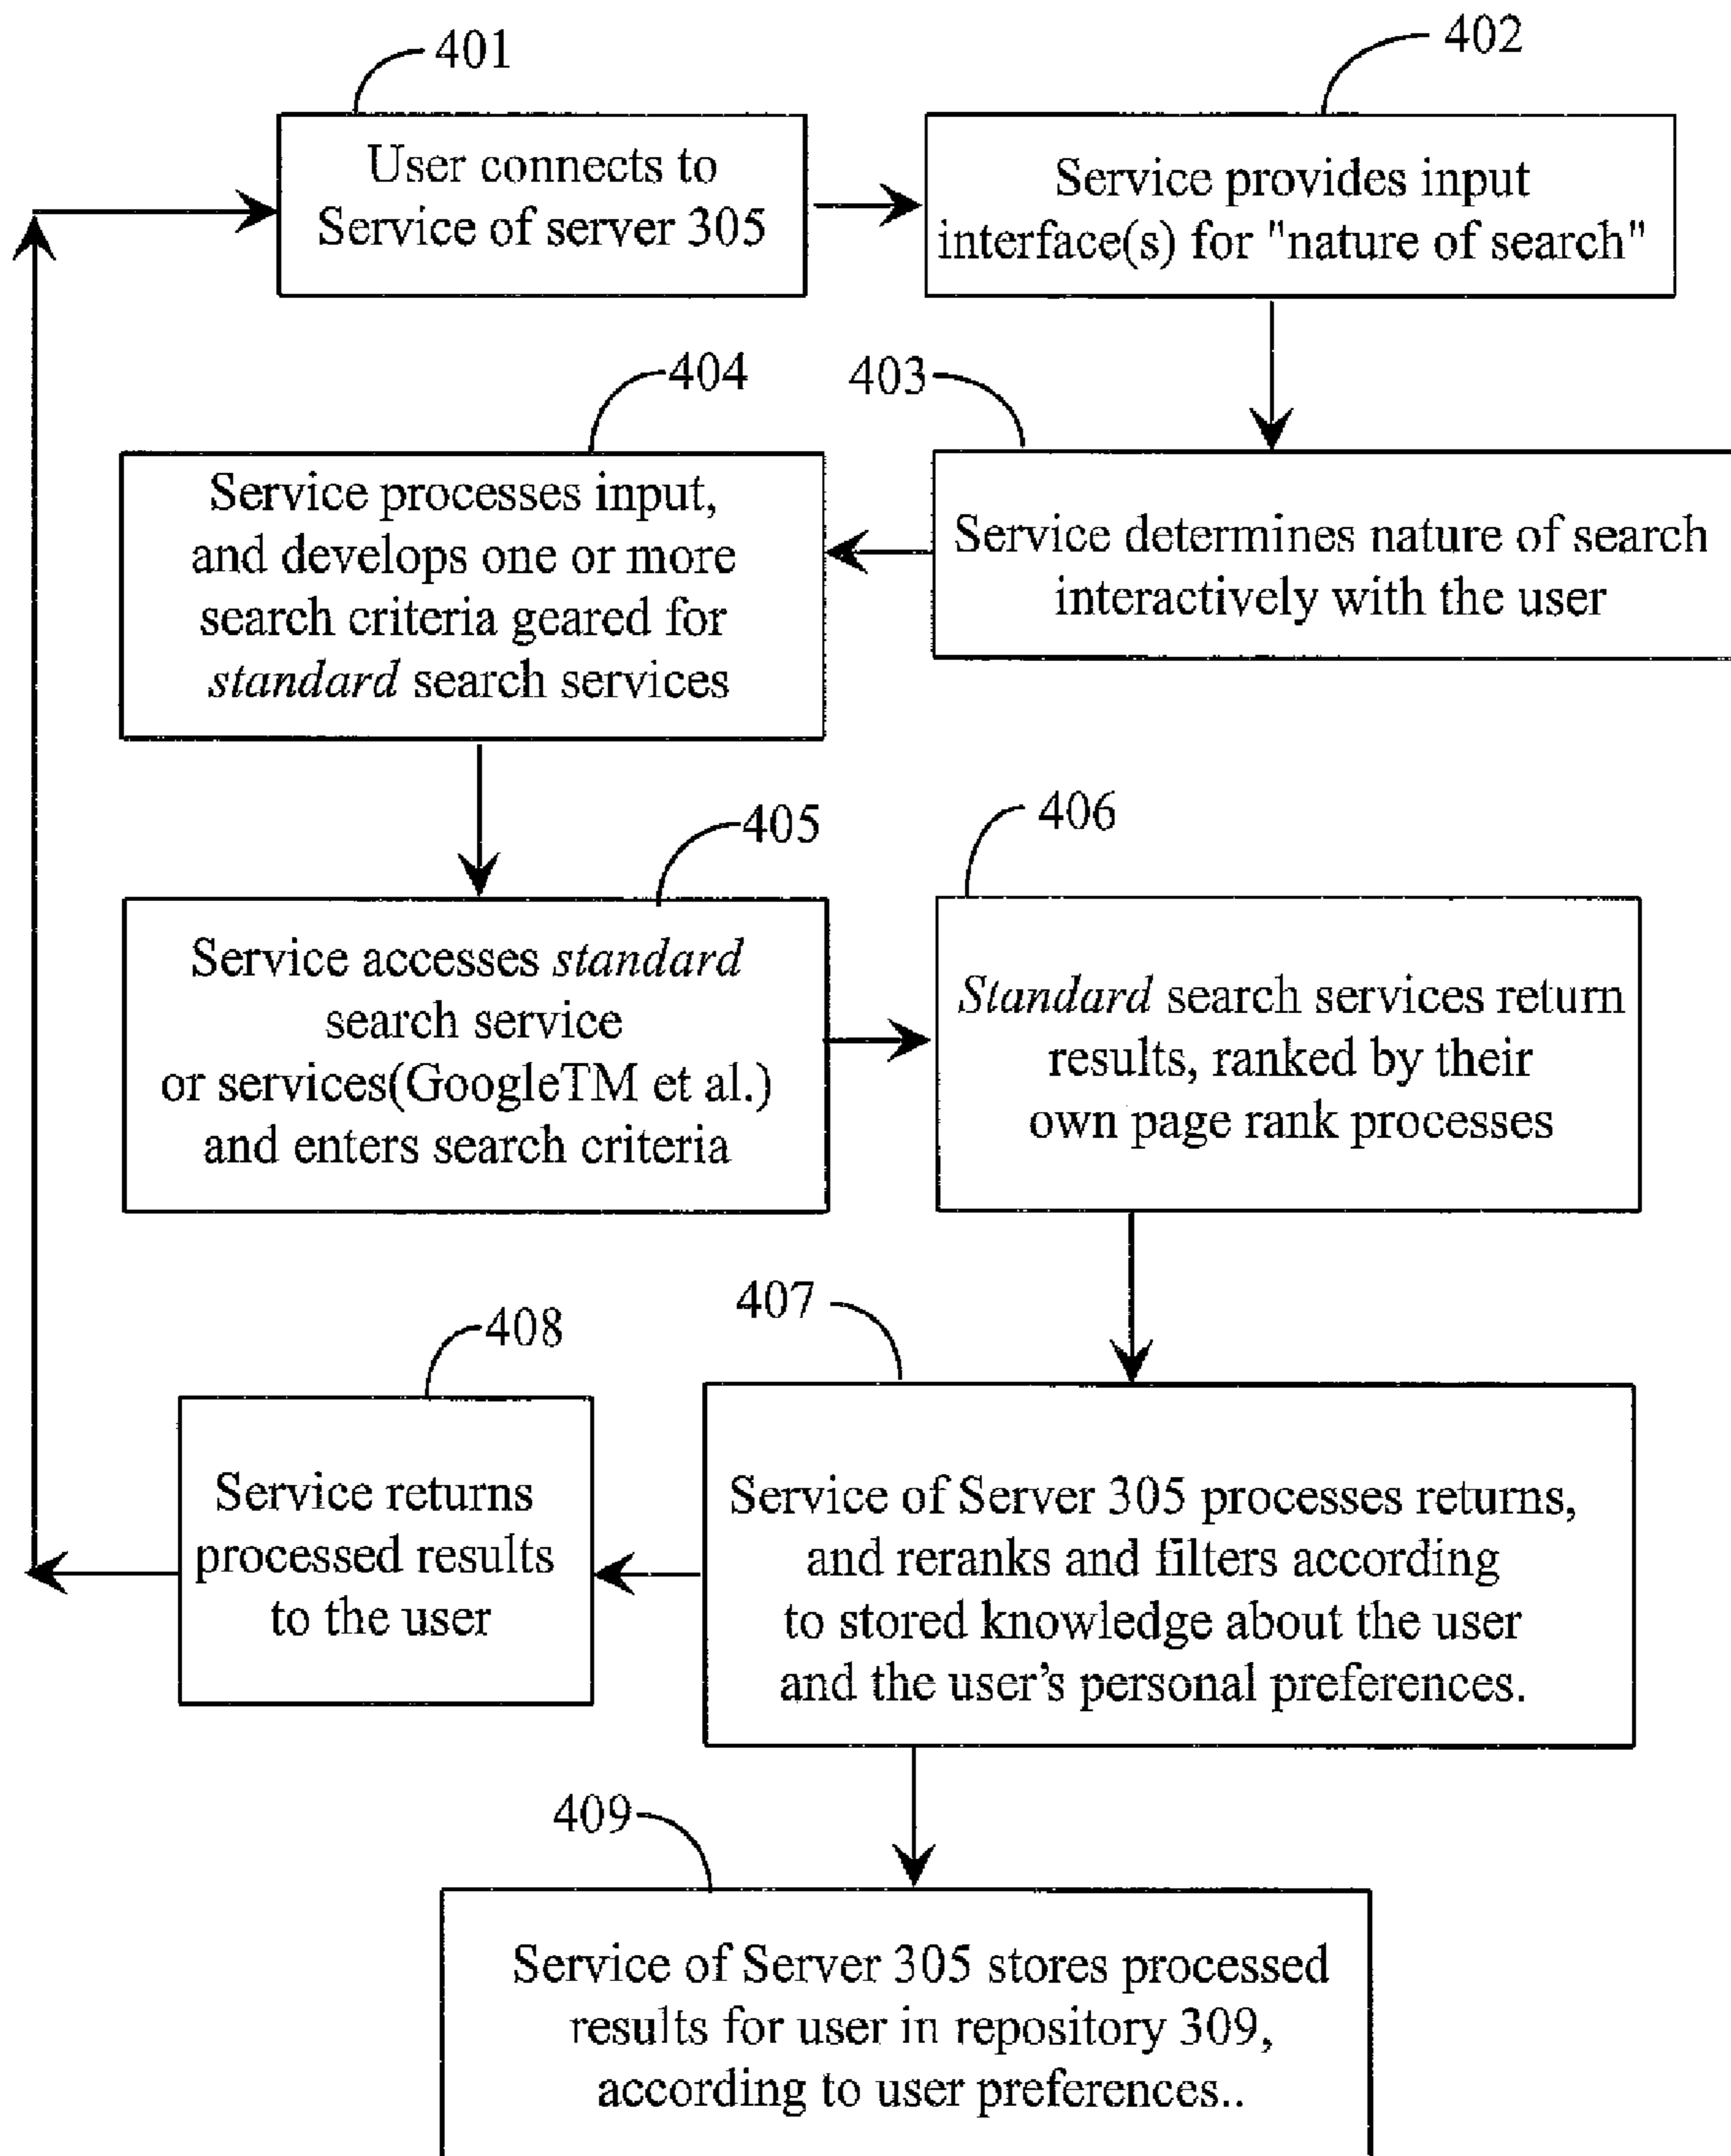 401
User connects to
Service of server 305
402
Service provides input
interface(s) for "nature of search"
403
Service determines nature of search
interactively with the user
404
Service processes input,
and develops one or more
search criteria geared for
standard search services
405
Service accesses standard
search service
or services(GoogleTM et al.)
and enters search criteria
406
Standard search services return
results, ranked by their
own page rank processes
407
Service of Server 305 processes returns,
and reranks and filters according
to stored knowledge about the user
and the user's personal preferences.
408
Service returns
processed results
to the user
409
Service of Server 305 stores processed
results for user in repository 309,
according to user preferences..